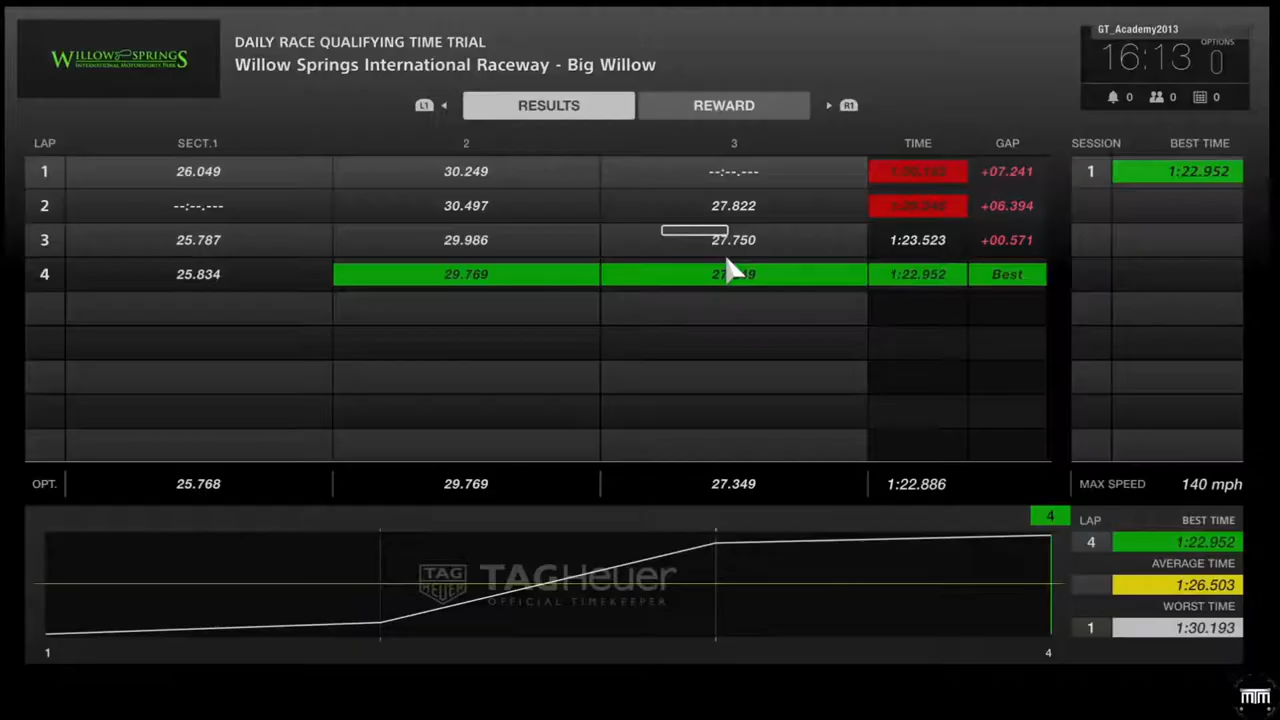 WILLOW SPRINGS
INTERNATIONAL MOTORSPORTS PARK
DAILY RACE QUALIFYING TIME TRIAL
Willow Springs International Raceway - Big Willow
GT_Academy2013
16:13
OPTIONS
0
0 0 0
L1 RESULTS REWARD R1
LAP SECT.1 2 3 TIME GAP SESSION BEST TIME
1 26.049 30.249 --:--.--- 1:30.193 +07.241 1 1:22.952
2 --:--.--- 30.497 27.822 +06.394
3 25.787 29.986 27.750 1:23.523 +00.571
4 25.834 29.769 1:22.952 Best
OPT. 25.768 29.769 27.349 1:22.886 MAX SPEED 140 mph
4 LAP BEST TIME
4 1:22.952
AVERAGE TIME
1:26.503
WORST TIME
1 1:30.193
TAG HEUER TAGHeuer
OFFICIAL TIMEKEEPER
1 4
MTM